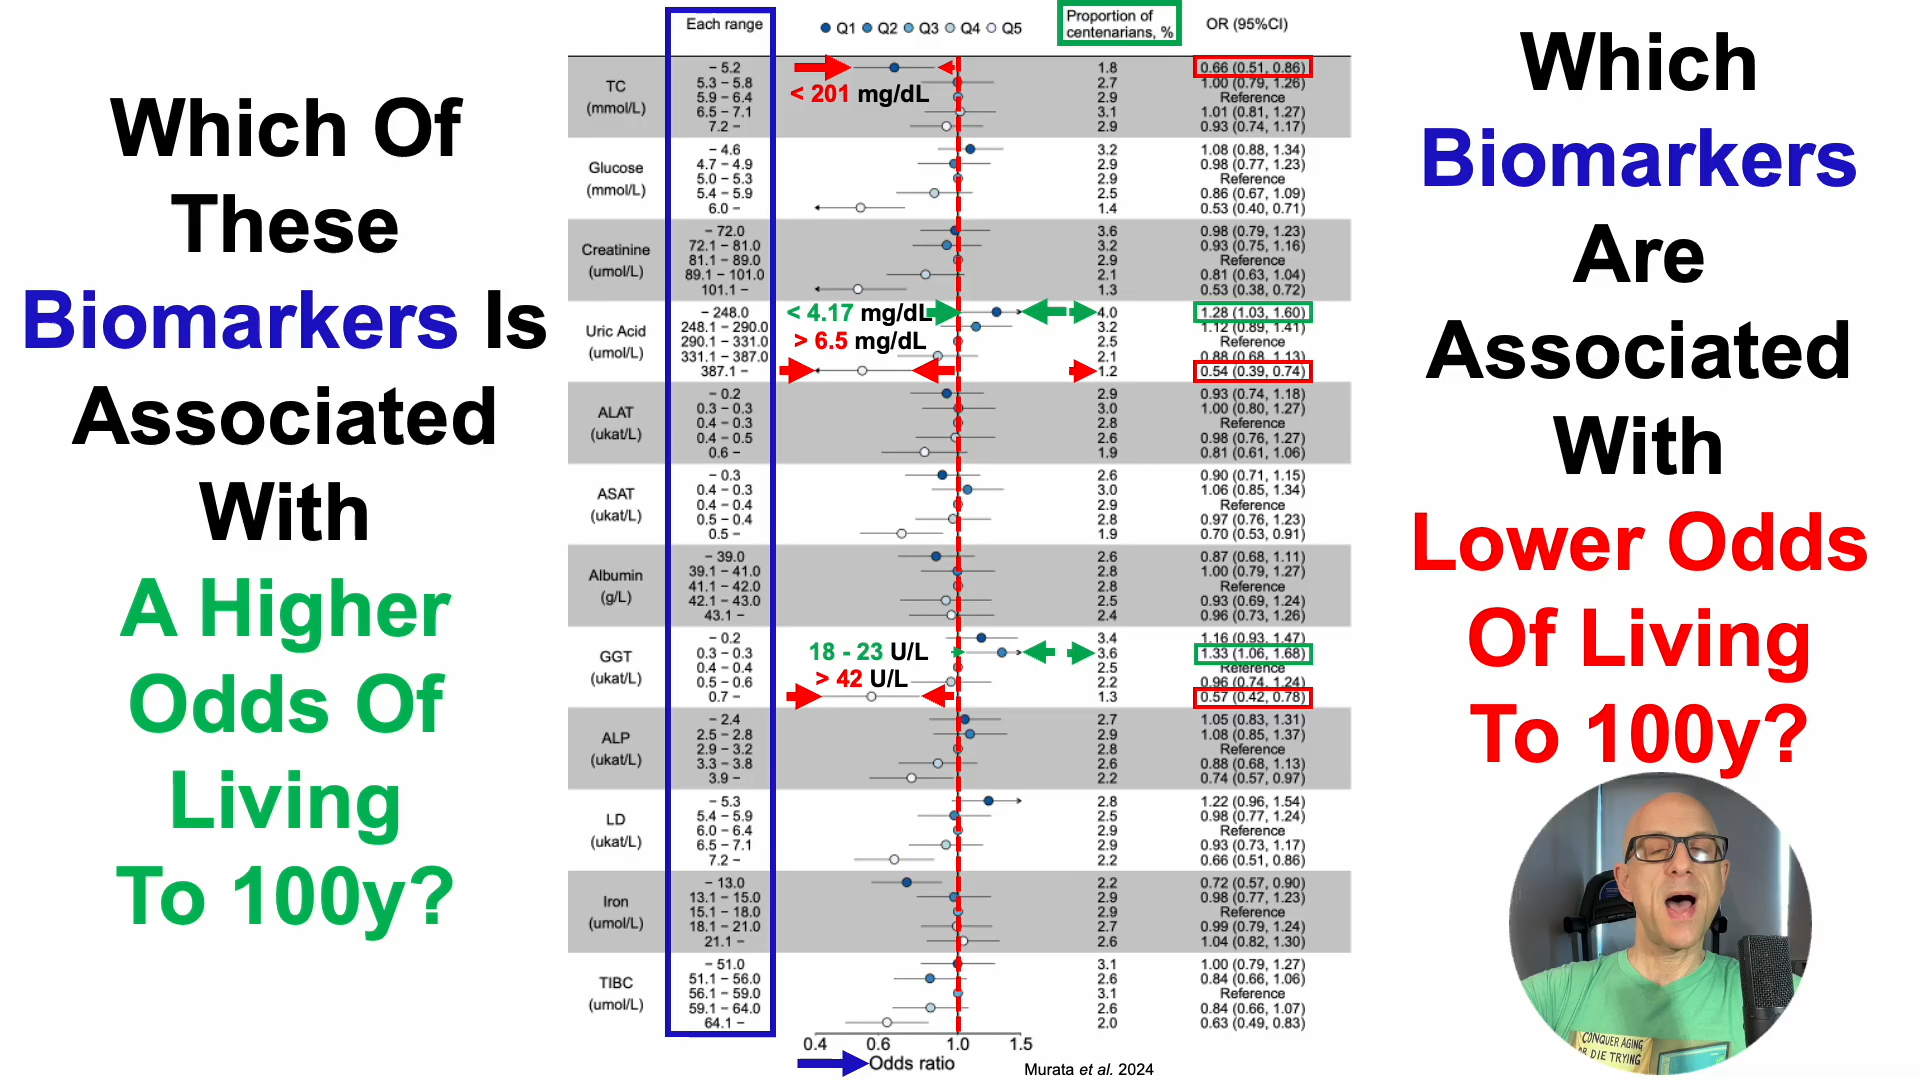 Which Of
These
Biomarkers Is
Associated
With
A Higher
Odds Of
Living
To 100y?
Each range
Q1 Q2 Q3 Q4 Q5
Proportion of
centenarians, %
OR (95%CI)
TC
(mmol/L)
– 5.2 1.8 0.66 (0.51, 0.86)
5.3 – 5.8 2.7 1.00 (0.79, 1.26)
5.9 – 6.4 2.9 Reference
6.5 – 7.1 3.1 1.01 (0.81, 1.27)
7.2 – 2.9 0.93 (0.74, 1.17)
< 201 mg/dL
Glucose
(mmol/L)
– 4.6 3.2 1.08 (0.88, 1.34)
4.7 – 4.9 2.9 0.98 (0.77, 1.23)
5.0 – 5.3 2.9 Reference
5.4 – 5.9 2.5 0.86 (0.67, 1.09)
6.0 – 1.4 0.53 (0.40, 0.71)
Creatinine
(umol/L)
– 72.0 3.6 0.98 (0.79, 1.23)
72.1 – 81.0 3.2 0.93 (0.75, 1.16)
81.1 – 89.0 2.9 Reference
89.1 – 101.0 2.1 0.81 (0.63, 1.04)
101.1 – 1.3 0.53 (0.38, 0.72)
Uric Acid
(umol/L)
– 248.0 < 4.17 mg/dL 4.0 1.28 (1.03, 1.60)
248.1 – 290.0 3.2 1.12 (0.89, 1.41)
290.1 – 331.0 > 6.5 mg/dL 2.5
331.1 – 387.0 2.1 0.88 (0.68, 1.13)
387.1 – 1.2 0.54 (0.39, 0.74)
ALAT
(ukat/L)
– 0.2 2.9 0.93 (0.74, 1.18)
0.3 – 0.3 3.0 1.00 (0.80, 1.27)
0.4 – 0.3 2.8 Reference
0.4 – 0.5 2.6 0.98 (0.76, 1.27)
0.6 – 1.9 0.81 (0.61, 1.06)
ASAT
(ukat/L)
– 0.3 2.6 0.90 (0.71, 1.15)
0.4 – 0.3 3.0 1.06 (0.85, 1.34)
0.4 – 0.4 2.9 Reference
0.5 – 0.4 2.8 0.97 (0.76, 1.23)
0.5 – 1.9 0.70 (0.53, 0.91)
Albumin
(g/L)
– 39.0 2.6 0.87 (0.68, 1.11)
39.1 – 41.0 2.8 1.00 (0.79, 1.27)
41.1 – 42.0 2.8 Reference
42.1 – 43.0 2.5 0.93 (0.69, 1.24)
43.1 – 2.4 0.96 (0.73, 1.26)
GGT
(ukat/L)
– 0.2 3.4 1.16 (0.93, 1.47)
0.3 – 0.3 18 - 23 U/L 3.6 1.33 (1.06, 1.68)
0.4 – 0.4 2.5 Reference
0.5 – 0.6 > 42 U/L 2.2 0.96 (0.74, 1.24)
0.7 – 1.3 0.57 (0.42, 0.78)
ALP
(ukat/L)
– 2.4 2.7 1.05 (0.83, 1.31)
2.5 – 2.8 2.9 1.08 (0.85, 1.37)
2.9 – 3.2 2.8 Reference
3.3 – 3.8 2.6 0.88 (0.68, 1.13)
3.9 – 2.2 0.74 (0.57, 0.97)
LD
(ukat/L)
– 5.3 2.8 1.22 (0.96, 1.54)
5.4 – 5.9 2.5 0.98 (0.77, 1.24)
6.0 – 6.4 2.9 Reference
6.5 – 7.1 2.9 0.93 (0.73, 1.17)
7.2 – 2.2 0.66 (0.51, 0.86)
Iron
(umol/L)
– 13.0 2.2 0.72 (0.57, 0.90)
13.1 – 15.0 2.9 0.98 (0.77, 1.23)
15.1 – 18.0 2.9 Reference
18.1 – 21.0 2.7 0.99 (0.79, 1.24)
21.1 – 2.6 1.04 (0.82, 1.30)
TIBC
(umol/L)
– 51.0 3.1 1.00 (0.79, 1.27)
51.1 – 56.0 2.6 0.84 (0.66, 1.06)
56.1 – 59.0 3.1 Reference
59.1 – 64.0 2.6 0.84 (0.66, 1.07)
64.1 – 2.0 0.63 (0.49, 0.83)
0.4 0.6 1.0 1.5
Odds ratio
Murata et al. 2024
Which
Biomarkers
Are
Associated
With
Lower Odds
Of Living
To 100y?
CONQUER AGING
OR DIE TRYING